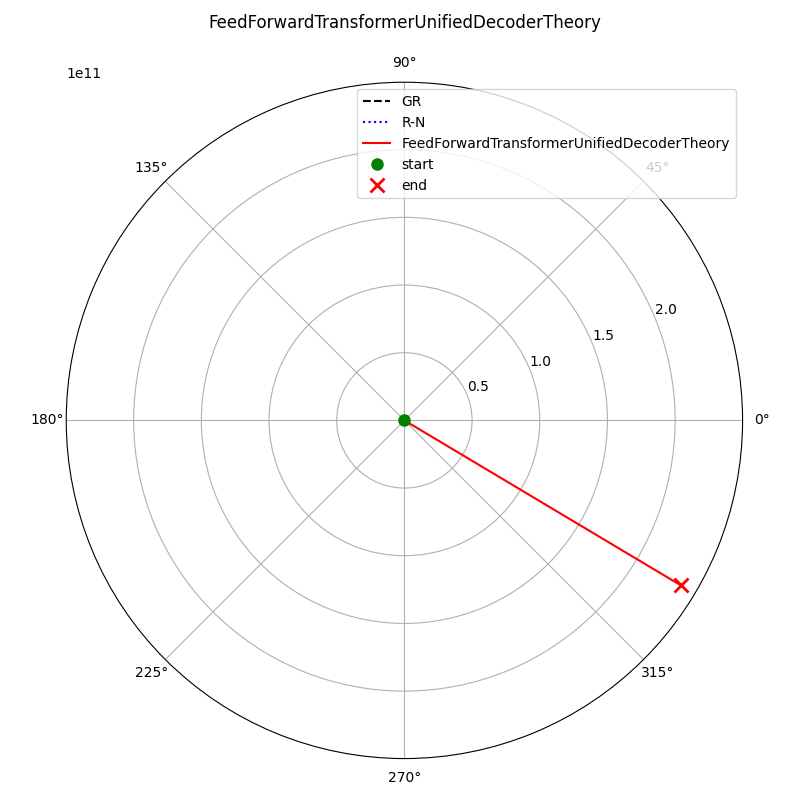 FeedForwardTransformerUnifiedDecoderTheory
90°
1e11
GR
R-N
FeedForwardTransformerUnifiedDecoderTheory
start
end
135°
45°
2.0
1.5
1.0
0.5
180°
0°
225°
315°
270°